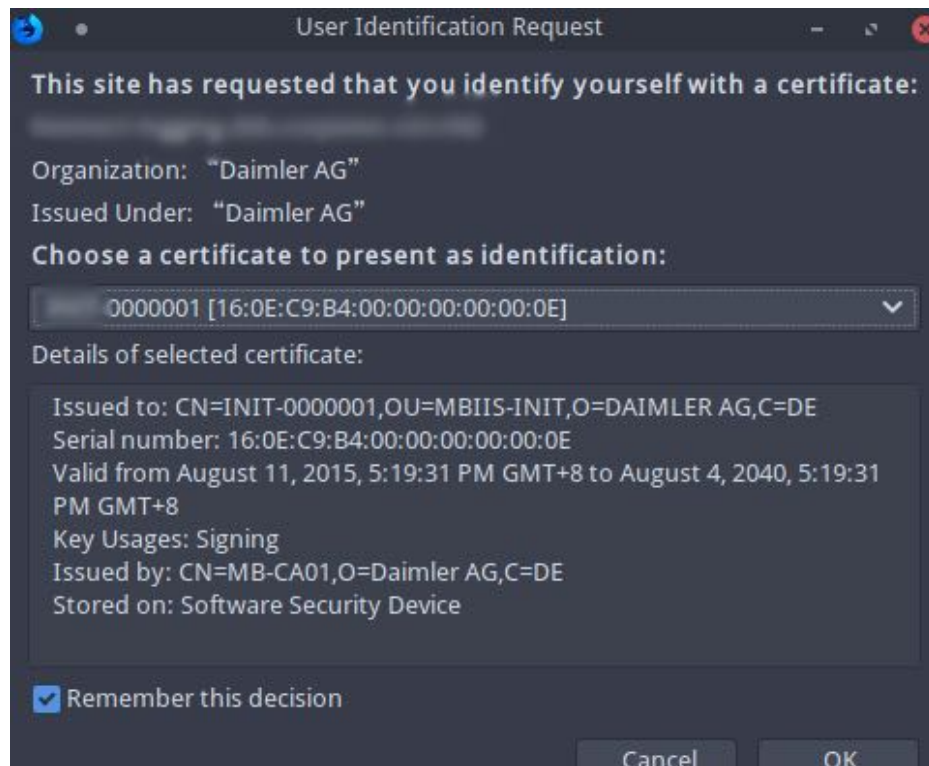 User Identification Request
This site has requested that you identify yourself with a certificate:
Organization: “Daimler AG”
Issued Under: “Daimler AG”
Choose a certificate to present as identification:
0000001 [16:0E:C9:B4:00:00:00:00:00:0E]
Details of selected certificate:
Issued to: CN=INIT-0000001,OU=MBIIS-INIT,O=DAIMLER AG,C=DE
Serial number: 16:0E:C9:B4:00:00:00:00:00:0E
Valid from August 11, 2015, 5:19:31 PM GMT+8 to August 4, 2040, 5:19:31
PM GMT+8
Key Usages: Signing
Issued by: CN=MB-CA01,O=Daimler AG,C=DE
Stored on: Software Security Device
Remember this decision
Cancel OK